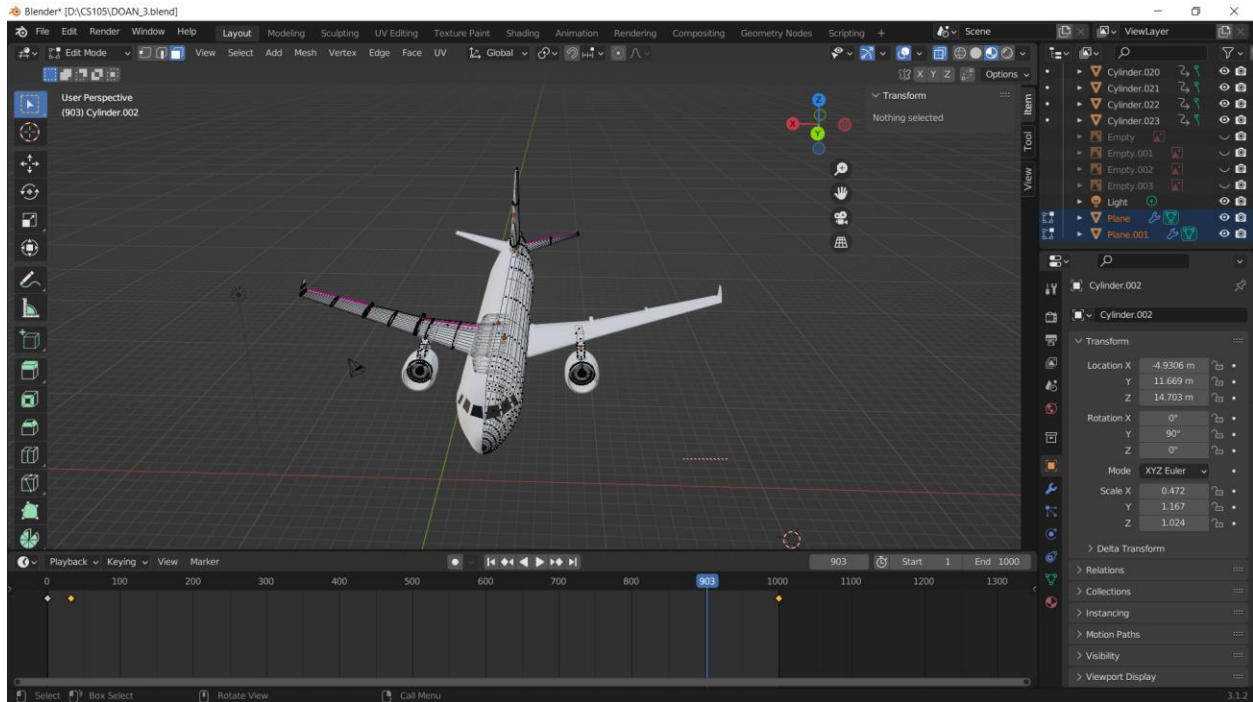 Blender* [D:\CS105\DOAN_3.blend]
File Edit Render Window Help Layout Modeling Sculpting UV Editing Texture Paint Shading Animation Rendering Compositing Geometry Nodes Scripting + Scene ViewLayer
Edit Mode View Select Add Mesh Vertex Edge Face UV Global
X Y Z Options
User Perspective
(903) Cylinder.002
Z
X
Y
Transform
Nothing selected
Item
Tool
View
Cylinder.020
Cylinder.021
Cylinder.022
Cylinder.023
Empty
Empty.001
Empty.002
Empty.003
Light
Plane
Plane.001
Cylinder.002
Cylinder.002
Transform
Location X -4.9306 m
Y 11.669 m
Z 14.703 m
Rotation X 0°
Y 90°
Z 0°
Mode XYZ Euler
Scale X 0.472
Y 1.167
Z 1.024
Delta Transform
Relations
Collections
Instancing
Motion Paths
Visibility
Viewport Display
Playback Keying View Marker 903 Start 1 End 1000
0 100 200 300 400 500 600 700 800 903 1000 1100 1200 1300
Select Box Select Rotate View Call Menu 3.1.2